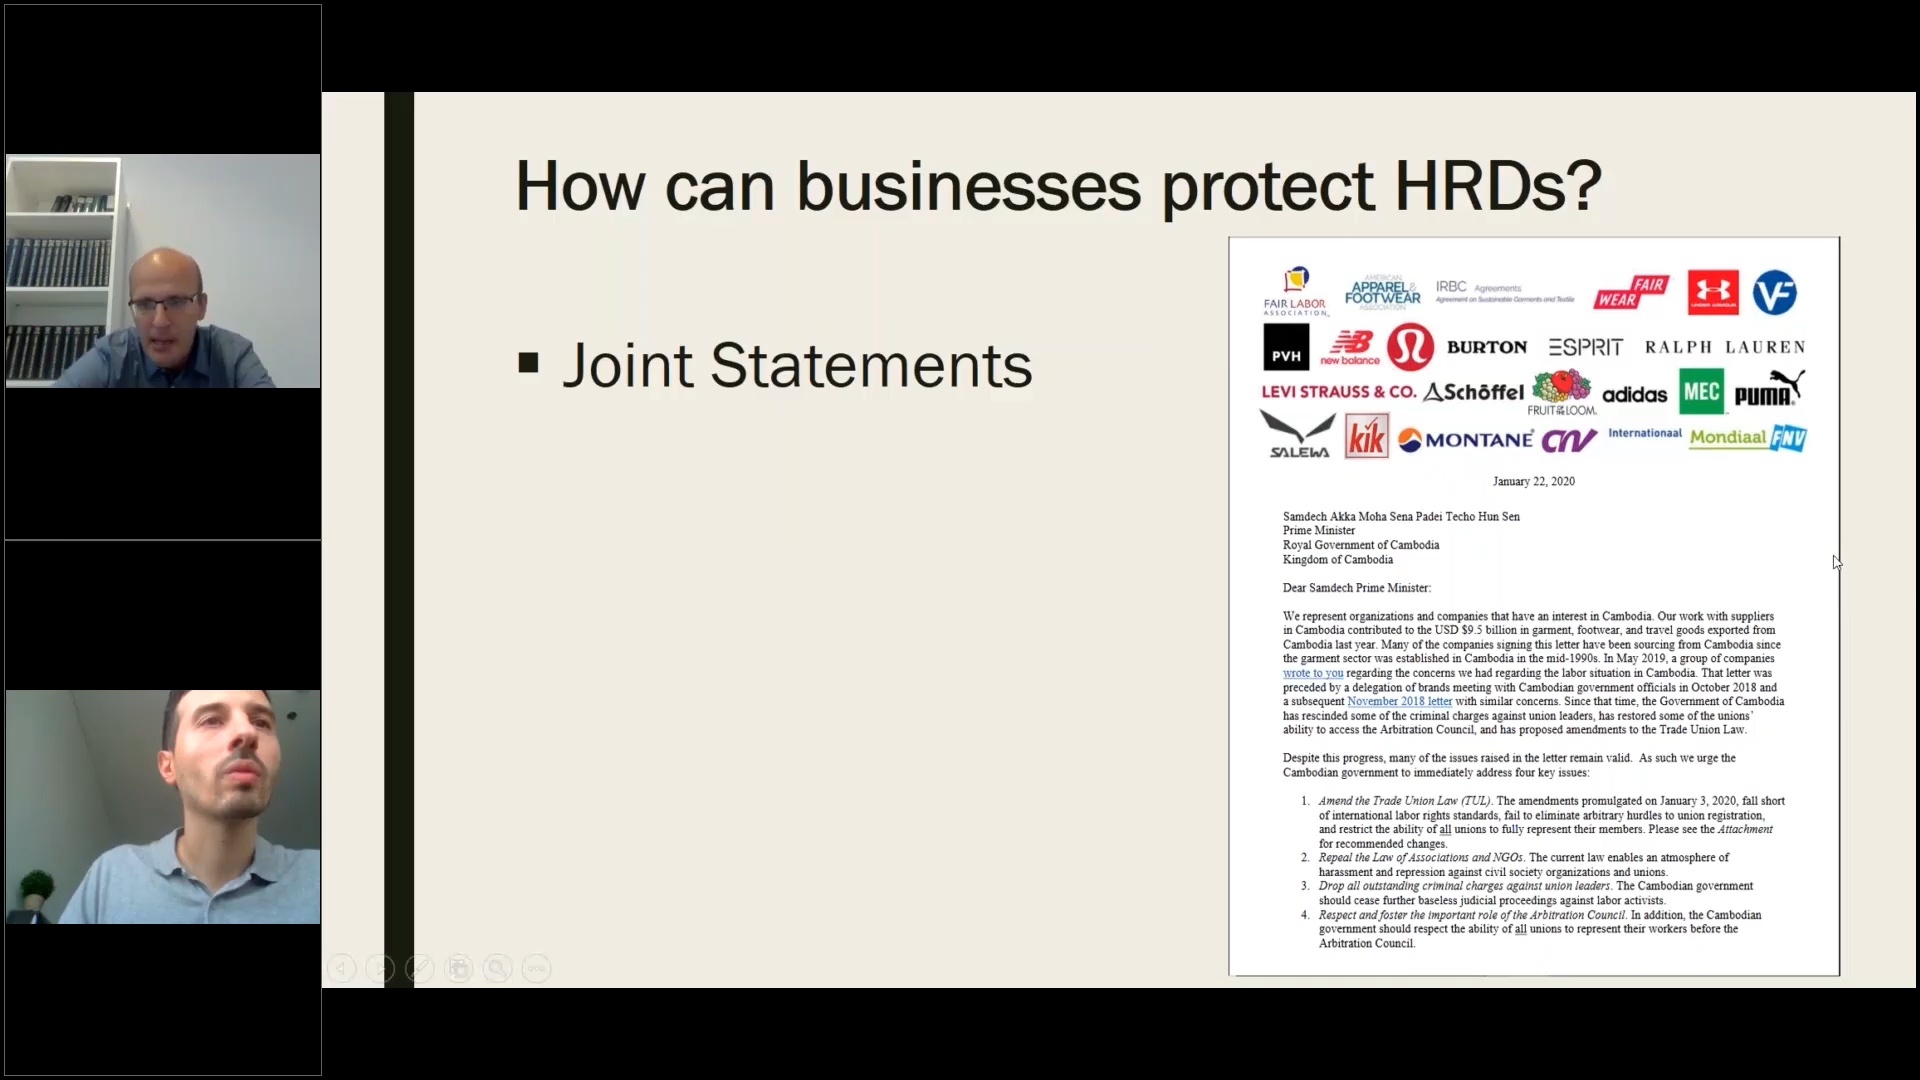 How can businesses protect HRDs?
■ Joint Statements
FAIR LABOR
ASSOCIATION
AMERICAN
APPAREL &
FOOTWEAR
ASSOCIATION
IRBC Agreements
Agreement on Sustainable Garments and Textile
FAIR
WEAR
UNDER ARMOUR
VF
PVH
NB
new balance
BURTON
ESPRIT
RALPH LAUREN
LEVI STRAUSS & CO.
Schöffel
FRUIT OF THE LOOM.
adidas
MEC
PUMA
SALEWA
kik
MONTANE
CNV Internationaal
Mondiaal FNV
January 22, 2020
Samdech Akka Moha Sena Padei Techo Hun Sen
Prime Minister
Royal Government of Cambodia
Kingdom of Cambodia
Dear Samdech Prime Minister:
We represent organizations and companies that have an interest in Cambodia. Our work with suppliers
in Cambodia contributed to the USD $9.5 billion in garment, footwear, and travel goods exported from
Cambodia last year. Many of the companies signing this letter have been sourcing from Cambodia since
the garment sector was established in Cambodia in the mid-1990s. In May 2019, a group of companies
wrote to you regarding the concerns we had regarding the labor situation in Cambodia. That letter was
preceded by a delegation of brands meeting with Cambodian government officials in October 2018 and
a subsequent November 2018 letter with similar concerns. Since that time, the Government of Cambodia
has rescinded some of the criminal charges against union leaders, has restored some of the unions'
ability to access the Arbitration Council, and has proposed amendments to the Trade Union Law.
Despite this progress, many of the issues raised in the letter remain valid. As such we urge the
Cambodian government to immediately address four key issues:
1. Amend the Trade Union Law (TUL). The amendments promulgated on January 3, 2020, fall short
of international labor rights standards, fail to eliminate arbitrary hurdles to union registration,
and restrict the ability of all unions to fully represent their members. Please see the Attachment
for recommended changes.
2. Repeal the Law of Associations and NGOs. The current law enables an atmosphere of
harassment and repression against civil society organizations and unions.
3. Drop all outstanding criminal charges against union leaders. The Cambodian government
should cease further baseless judicial proceedings against labor activists.
4. Respect and foster the important role of the Arbitration Council. In addition, the Cambodian
government should respect the ability of all unions to represent their workers before the
Arbitration Council.